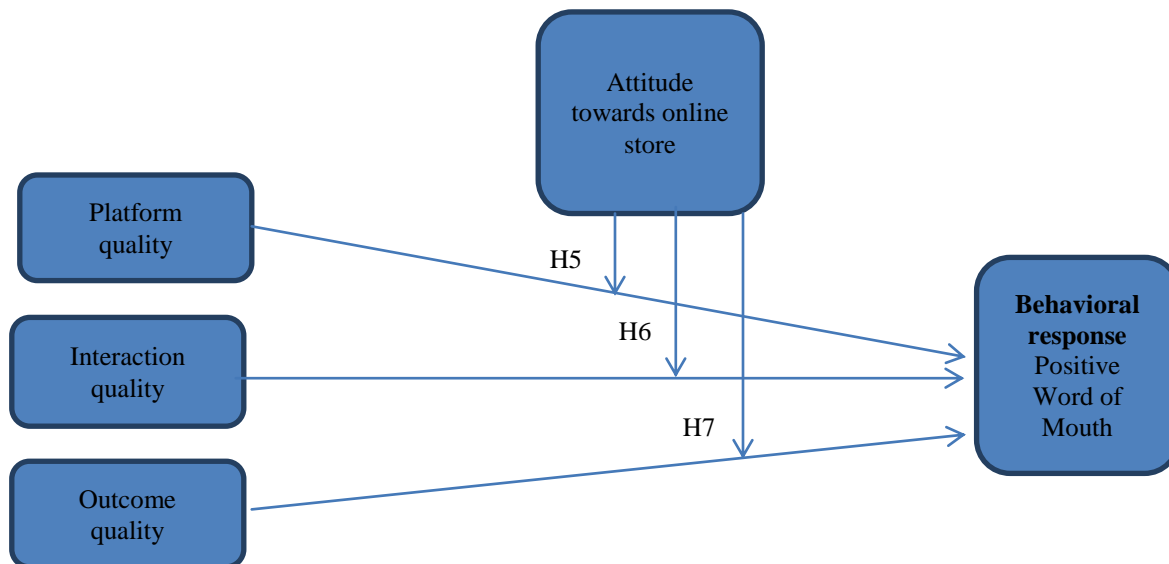 Attitude
towards online
store
Platform
quality
H5
Interaction
quality
H6
Behavioral
response
Positive
Word of
Mouth
H7
Outcome
quality